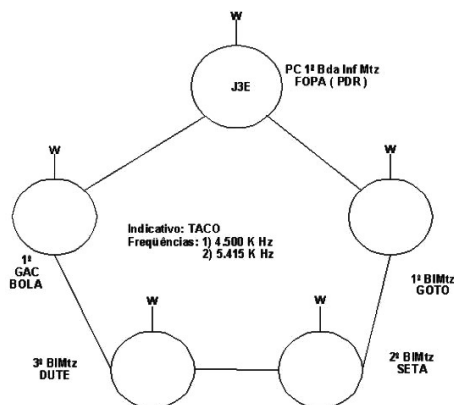 W
PC 1ª Bda Inf Mtz
FOPA ( PDR )
J3E
W
W
Indicativo: TACO
Freqüências: 1) 4.500 K Hz
2) 5.415 K Hz
1º
GAC
BOLA
1º BIMtz
GOTO
W
W
3º BIMtz
DUTE
2º BIMtz
SETA